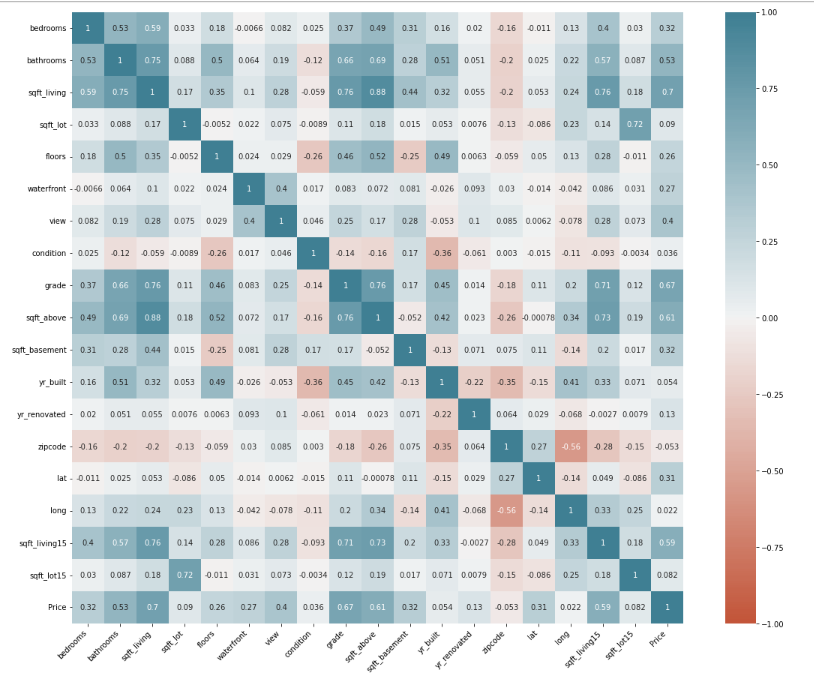 bedrooms 1 0.53 0.59 0.033 0.18 -0.0066 0.082 0.025 0.37 0.49 0.31 0.16 0.02 -0.16 -0.011 0.13 0.4 0.03 0.32
bathrooms 0.53 1 0.75 0.088 0.5 0.064 0.19 -0.12 0.66 0.69 0.28 0.51 0.051 -0.2 0.025 0.22 0.57 0.087 0.53
sqft_living 0.59 0.75 1 0.17 0.35 0.1 0.28 -0.059 0.76 0.88 0.44 0.32 0.055 -0.2 0.053 0.24 0.76 0.18 0.7
sqft_lot 0.033 0.088 0.17 1 -0.0052 0.022 0.075 -0.0089 0.11 0.18 0.015 0.053 0.0076 -0.13 -0.086 0.23 0.14 0.72 0.09
floors 0.18 0.5 0.35 -0.0052 1 0.024 0.029 -0.26 0.46 0.52 -0.25 0.49 0.0063 -0.059 0.05 0.13 0.28 -0.011 0.26
waterfront -0.0066 0.064 0.1 0.022 0.024 1 0.4 0.017 0.083 0.072 0.081 -0.026 0.093 0.03 -0.014 -0.042 0.086 0.031 0.27
view 0.082 0.19 0.28 0.075 0.029 0.4 1 0.046 0.25 0.17 0.28 -0.053 0.1 0.085 0.0062 -0.078 0.28 0.073 0.4
condition 0.025 -0.12 -0.059 -0.0089 -0.26 0.017 0.046 1 -0.14 -0.16 0.17 -0.36 -0.061 0.003 -0.015 -0.11 -0.093 -0.0034 0.036
grade 0.37 0.66 0.76 0.11 0.46 0.083 0.25 -0.14 1 0.76 0.17 0.45 0.014 -0.18 0.11 0.2 0.71 0.12 0.67
sqft_above 0.49 0.69 0.88 0.18 0.52 0.072 0.17 -0.16 0.76 1 -0.052 0.42 0.023 -0.26 -0.00078 0.34 0.73 0.19 0.61
sqft_basement 0.31 0.28 0.44 0.015 -0.25 0.081 0.28 0.17 0.17 -0.052 1 -0.13 0.071 0.075 0.11 -0.14 0.2 0.017 0.32
yr_built 0.16 0.51 0.32 0.053 0.49 -0.026 -0.053 -0.36 0.45 0.42 -0.13 1 -0.22 -0.35 -0.15 0.41 0.33 0.071 0.054
yr_renovated 0.02 0.051 0.055 0.0076 0.0063 0.093 0.1 -0.061 0.014 0.023 0.071 -0.22 1 0.064 0.029 -0.068 -0.0027 0.0079 0.13
zipcode -0.16 -0.2 -0.2 -0.13 -0.059 0.03 0.085 0.003 -0.18 -0.26 0.075 -0.35 0.064 1 0.27 -0.56 -0.28 -0.15 -0.053
lat -0.011 0.025 0.053 -0.086 0.05 -0.014 0.0062 -0.015 0.11 -0.00078 0.11 -0.15 0.029 0.27 1 -0.14 0.049 -0.086 0.31
long 0.13 0.22 0.24 0.23 0.13 -0.042 -0.078 -0.11 0.2 0.34 -0.14 0.41 -0.068 -0.56 -0.14 1 0.33 0.25 0.022
sqft_living15 0.4 0.57 0.76 0.14 0.28 0.086 0.28 -0.093 0.71 0.73 0.2 0.33 -0.0027 -0.28 0.049 0.33 1 0.18 0.59
sqft_lot15 0.03 0.087 0.18 0.72 -0.011 0.031 0.073 -0.0034 0.12 0.19 0.017 0.071 0.0079 -0.15 -0.086 0.25 0.18 1 0.082
Price 0.32 0.53 0.7 0.09 0.26 0.27 0.4 0.036 0.67 0.61 0.32 0.054 0.13 -0.053 0.31 0.022 0.59 0.082 1
bedrooms bathrooms sqft_living sqft_lot floors waterfront view condition grade sqft_above sqft_basement yr_built yr_renovated zipcode lat long sqft_living15 sqft_lot15 Price
1.00
0.75
0.50
0.25
0.00
−0.25
−0.50
−0.75
−1.00